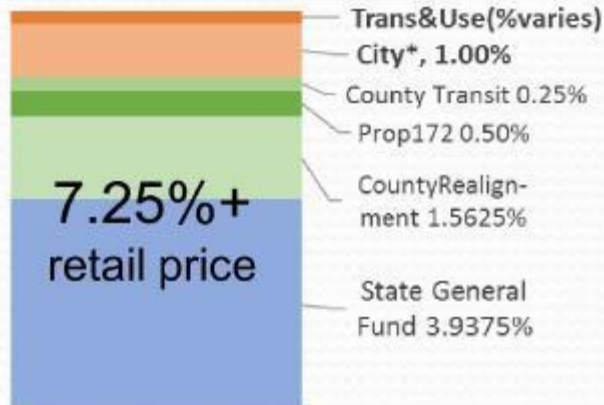 Trans&Use(%varies)
City*, 1.00%
County Transit 0.25%
Prop172 0.50%
CountyRealign-
ment 1.5625%
7.25%+
retail price
State General
Fund 3.9375%